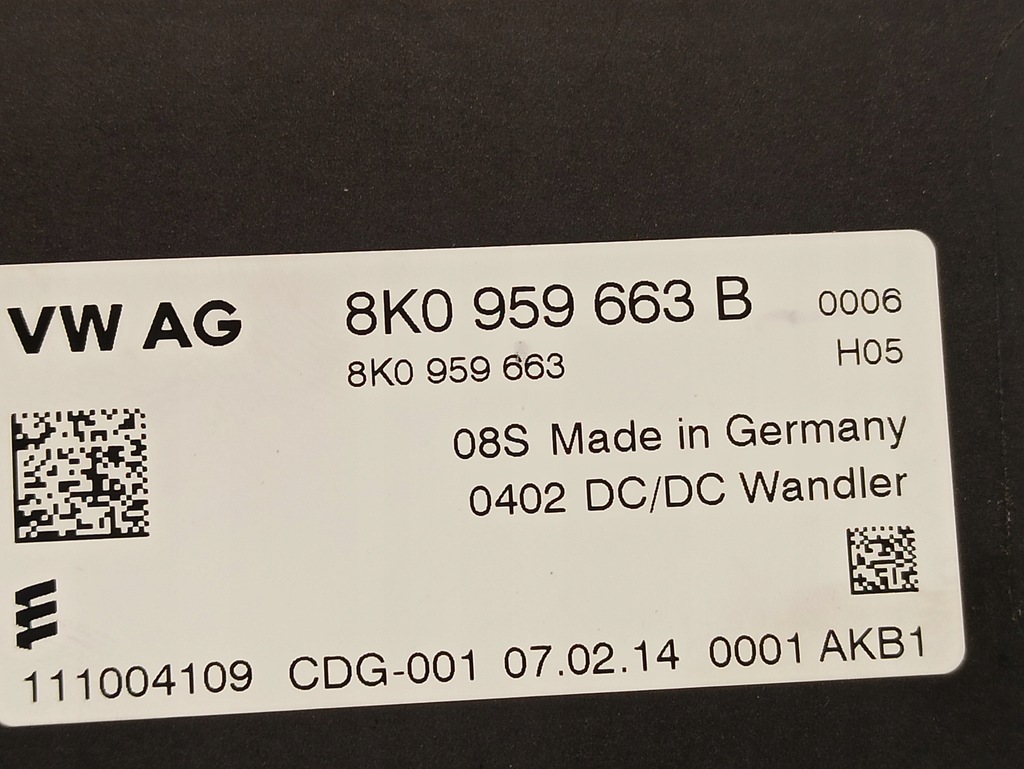 VW AG 8K0 959 663 B 0006
8K0 959 663 H05
08S Made in Germany
0402 DC/DC Wandler
111004109 CDG-001 07.02.14 0001 AKB1